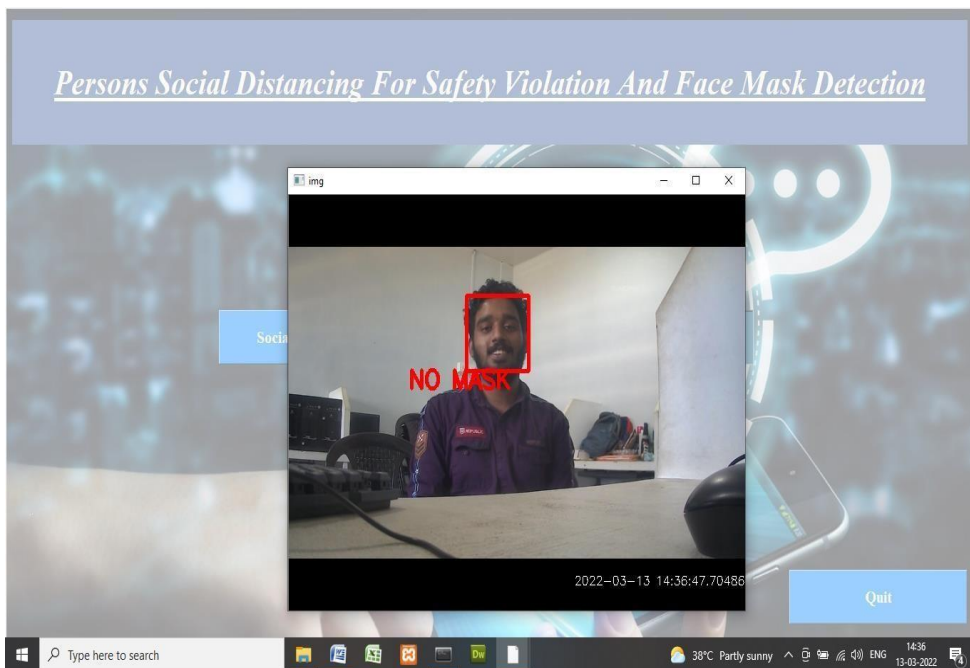 Persons Social Distancing For Safety Violation And Face Mask Detection
img
Socia
NO MASK
2022-03-13 14:36:47.70486
Quit
Type here to search
Dw
38°C Partly sunny
ENG
14:36
13-03-2022